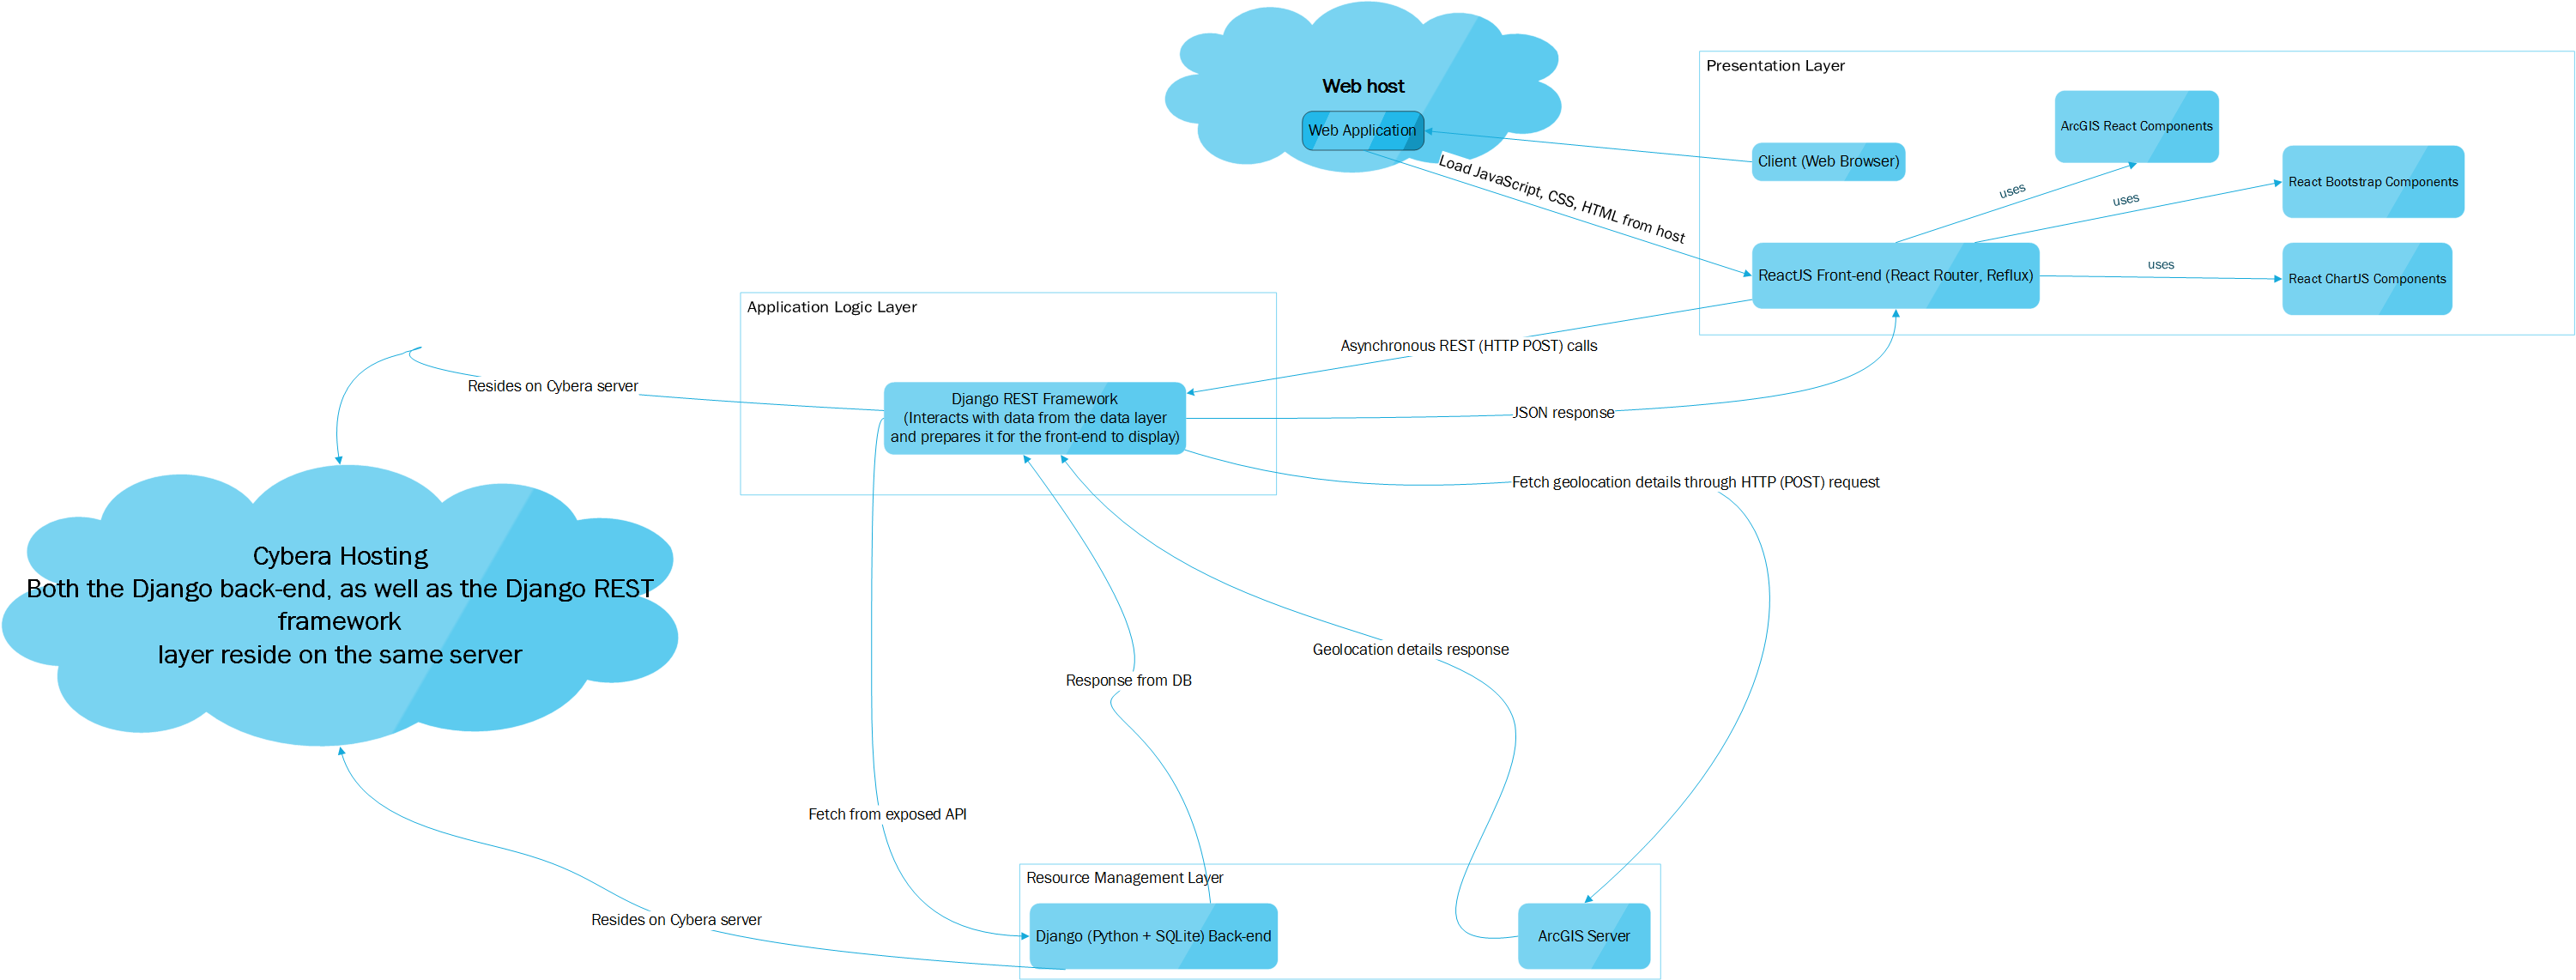 Web host
Web Application
Presentation Layer
ArcGIS React Components
Client (Web Browser)
React Bootstrap Components
Load JavaScript, CSS, HTML from host
uses
uses
ReactJS Front-end (React Router, Reflux)
uses
React ChartJS Components
Application Logic Layer
Asynchronous REST (HTTP POST) calls
Resides on Cybera server
Django REST Framework
(Interacts with data from the data layer
and prepares it for the front-end to display)
JSON response
Fetch geolocation details through HTTP (POST) request
Cybera Hosting
Both the Django back-end, as well as the Django REST
framework
layer reside on the same server
Geolocation details response
Response from DB
Fetch from exposed API
Resource Management Layer
Resides on Cybera server
Django (Python + SQLite) Back-end
ArcGIS Server